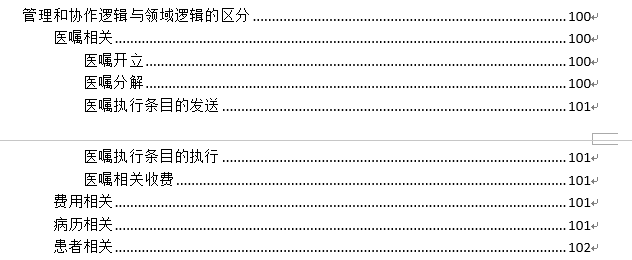 管理和协作逻辑与领域逻辑的区分........................................................................100
医嘱相关........................................................................100
医嘱开立........................................................................100
医嘱分解........................................................................100
医嘱执行条目的发送........................................................................101
医嘱执行条目的执行........................................................................101
医嘱相关收费........................................................................101
费用相关........................................................................101
病历相关........................................................................101
患者相关........................................................................102